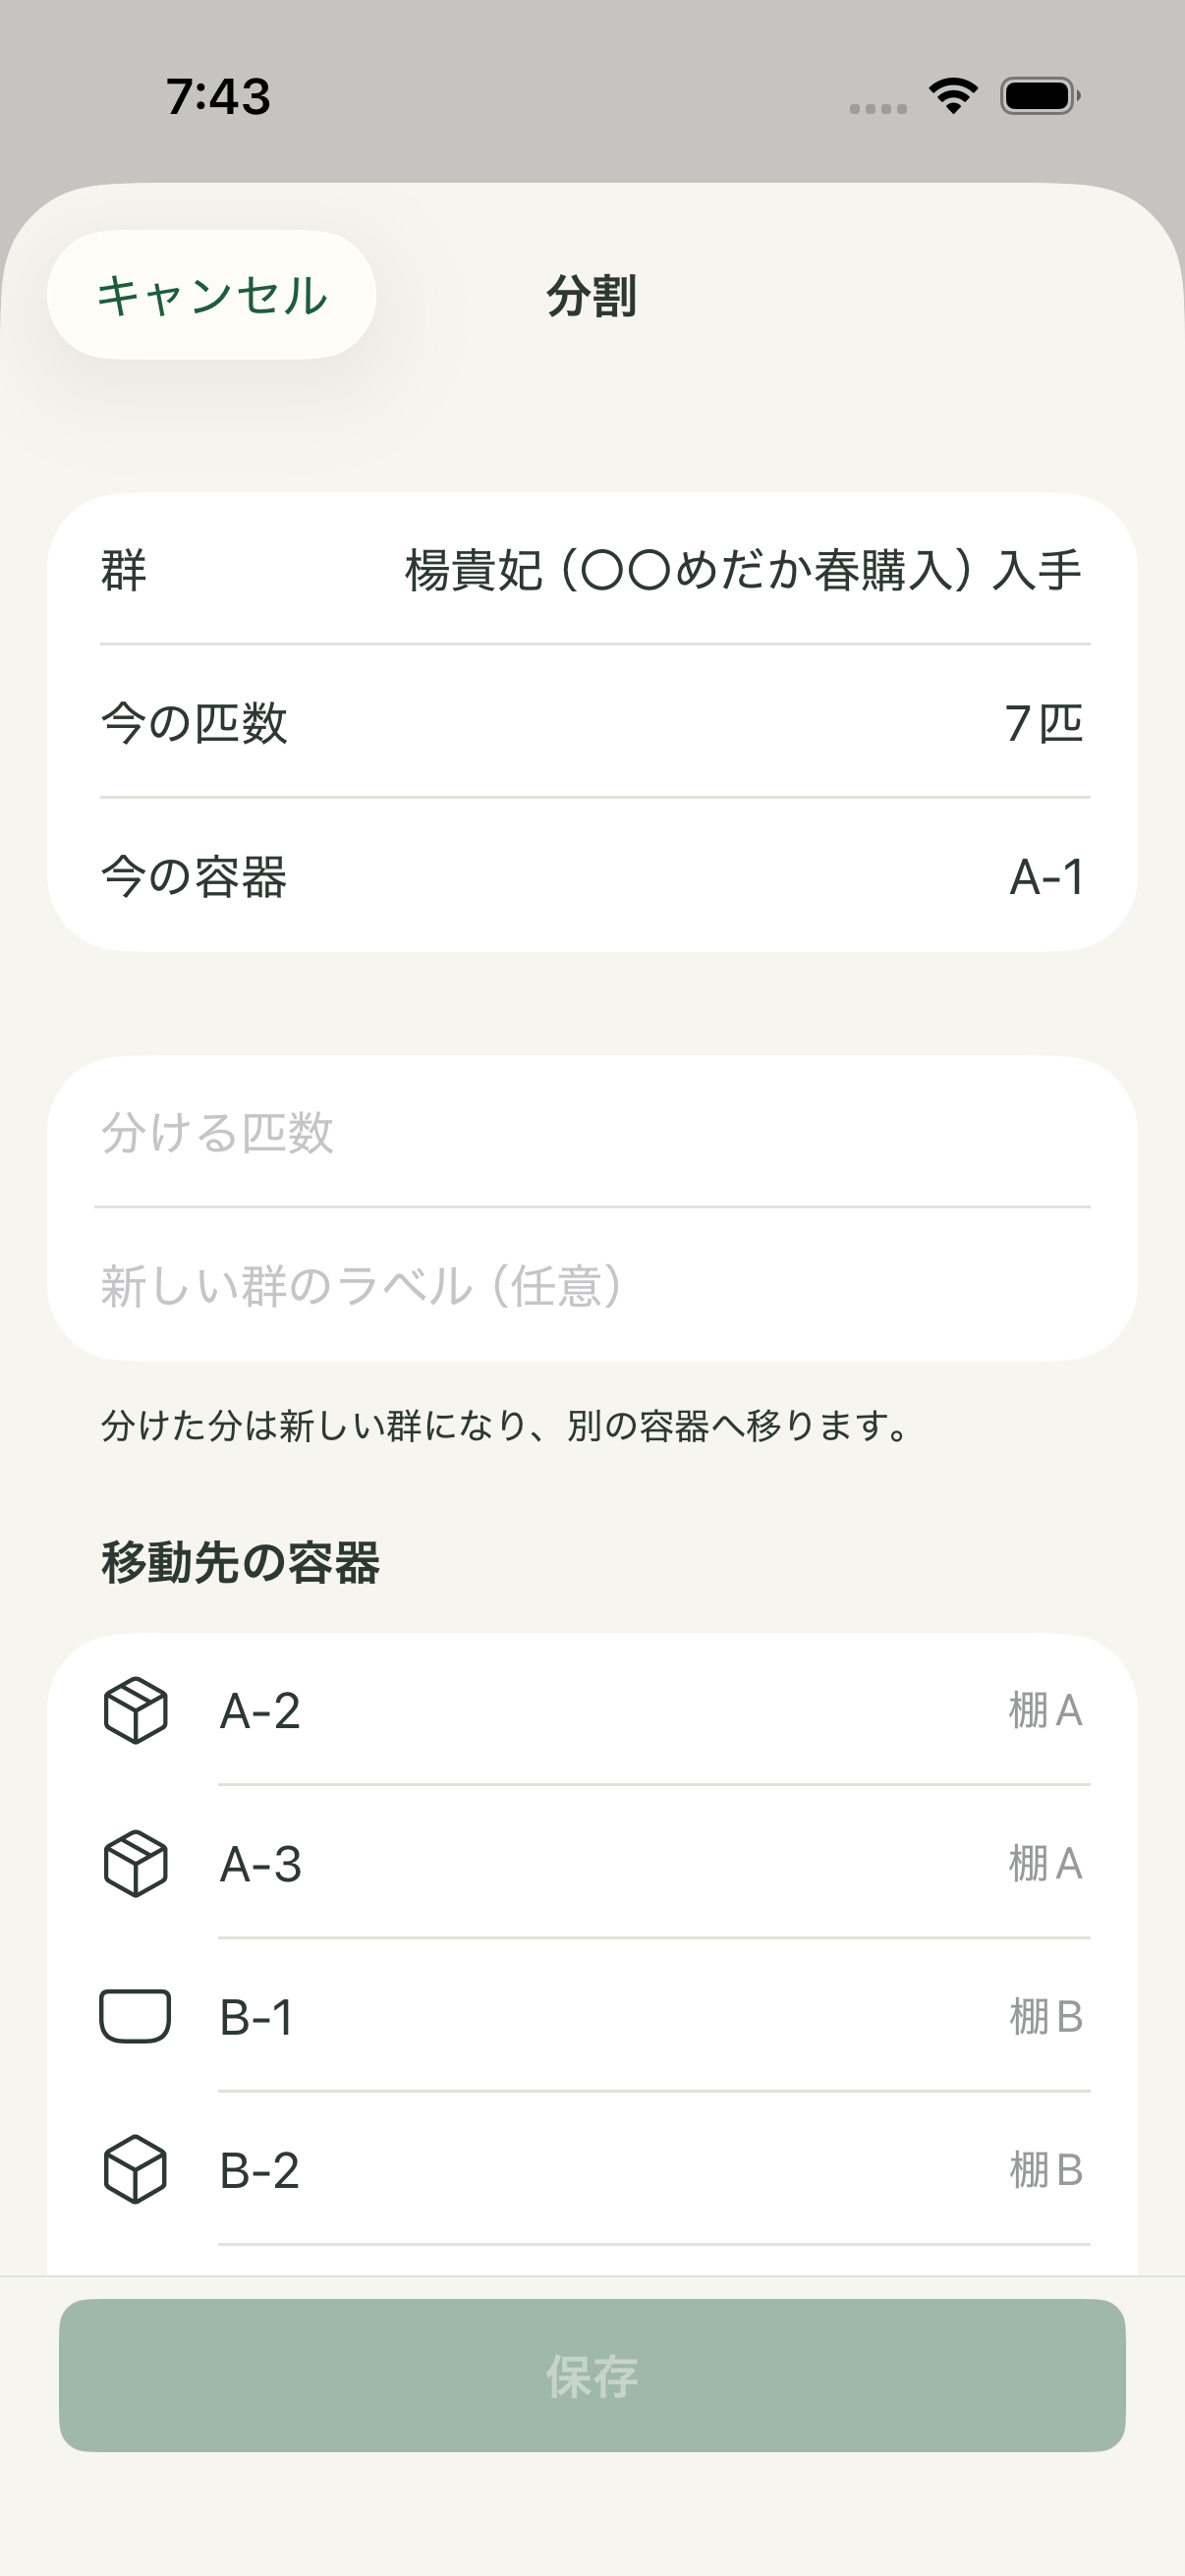 7:43
キャンセル
分割
群 楊貴妃（〇〇めだか春購入）入手
今の匹数 7匹
今の容器 A-1
分ける匹数
新しい群のラベル（任意）
分けた分は新しい群になり、別の容器へ移ります。
移動先の容器
A-2 棚A
A-3 棚A
B-1 棚B
B-2 棚B
保存